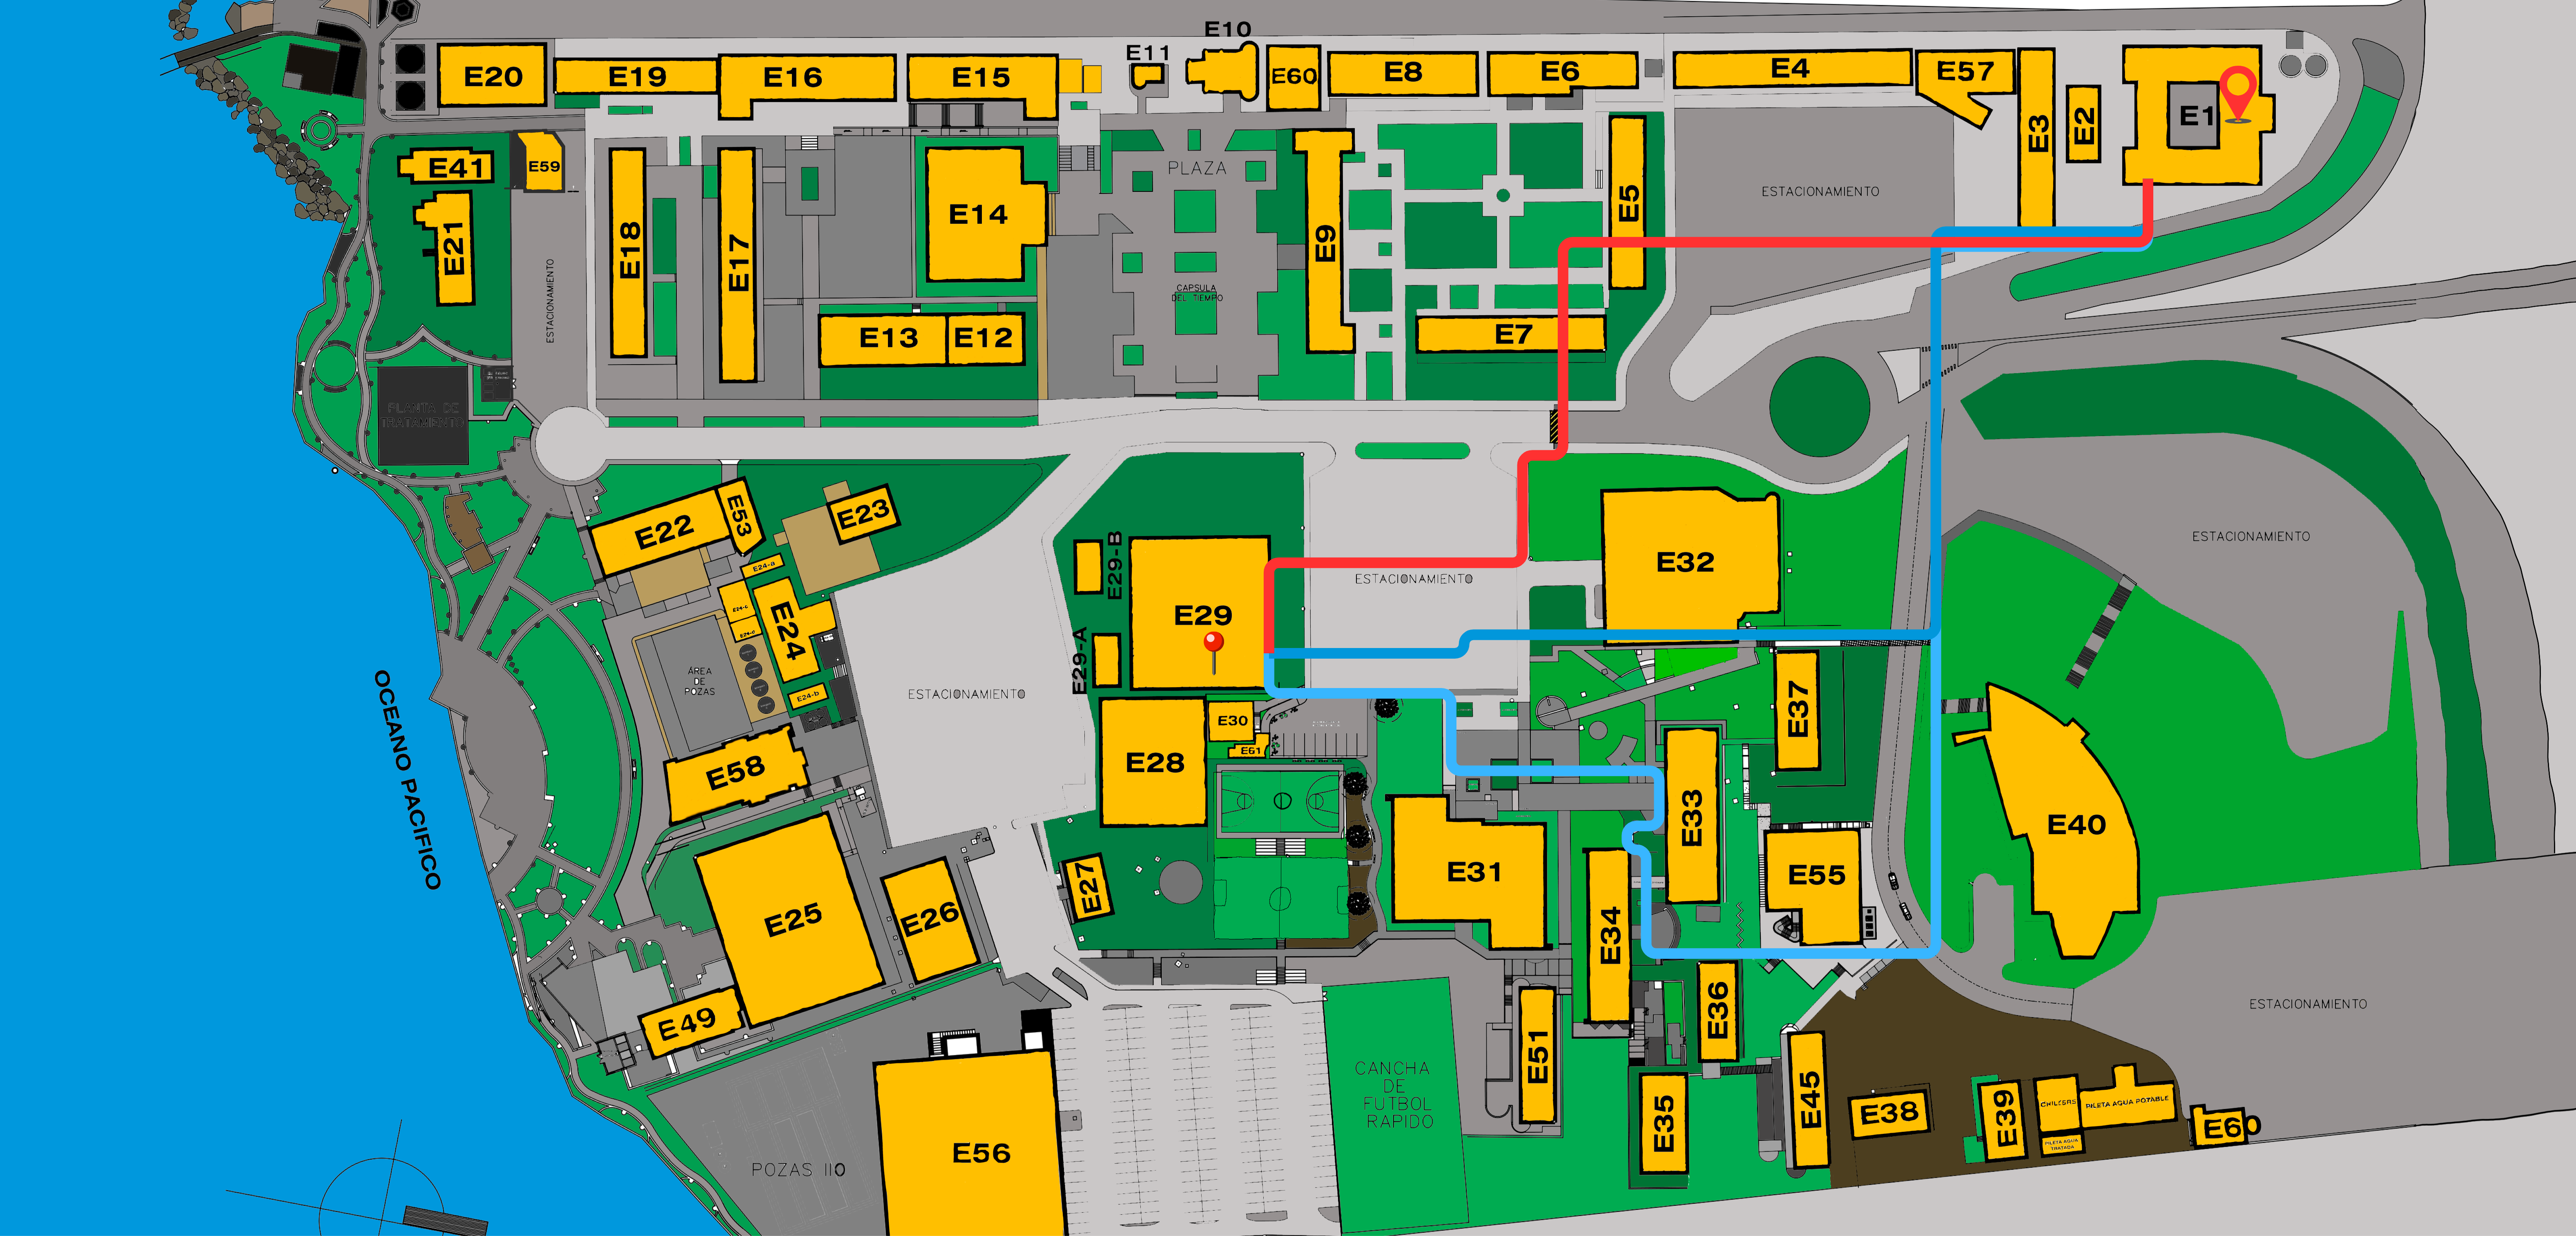 E10
E11
E20
E19
E16
E15
E60
E8
E6
E4
E57
E3
E2
E1
E41
E59
E21
E18
E17
E14
PLAZA
E9
E5
ESTACIONAMIENTO
ESTACIONAMIENTO
CAPSULA
DEL TIEMPO
E13
E12
E7
PLANTA DE
TRATAMIENTO
E22
E53
E23
E24-a
E24-c
E24-d
E24
E24-b
ÁREA
DE
POZAS
ESTACIONAMIENTO
E29-B
E29-A
E29
ESTACIONAMIENTO
E32
ESTACIONAMIENTO
OCEANO PACIFICO
E58
E28
E30
E61
E37
E33
E40
E55
E31
E34
E27
E25
E26
E49
E51
E36
E35
E45
E38
E39
CHILLERS
PILETA AGUA POTABLE
PILETA AGUA
TRATADA
E60
ESTACIONAMIENTO
CANCHA
DE
FUTBOL
RAPIDO
E56
POZAS 110